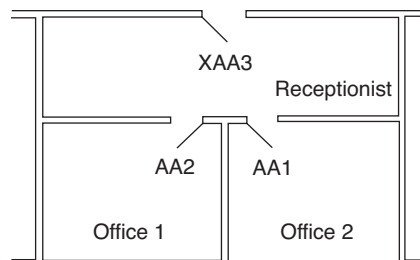 XAA3
Receptionist
AA2
AA1
Office 1
Office 2